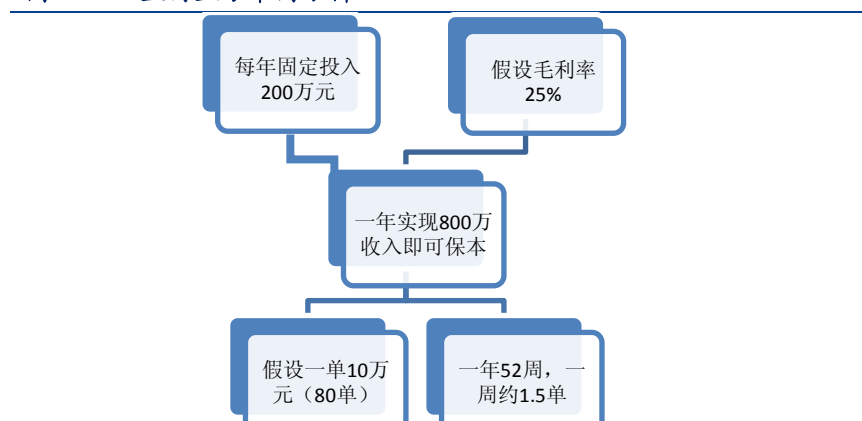 每年固定投入
200万元
假设毛利率
25%
一年实现800万
收入即可保本
假设一单10万
元（80单）
一年52周，一
周约1.5单